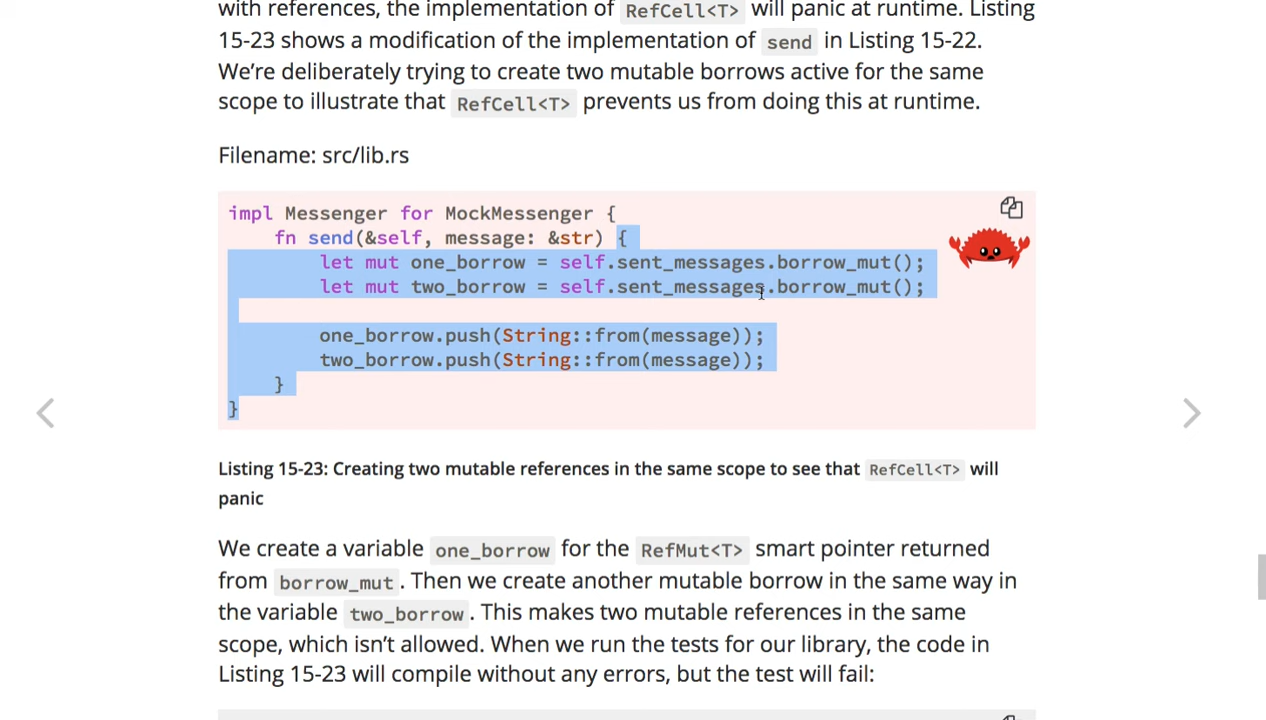 with references, the implementation of RefCell<T> will panic at runtime. Listing
15-23 shows a modification of the implementation of send in Listing 15-22.
We’re deliberately trying to create two mutable borrows active for the same
scope to illustrate that RefCell<T> prevents us from doing this at runtime.
Filename: src/lib.rs
impl Messenger for MockMessenger {
    fn send(&self, message: &str) {
        let mut one_borrow = self.sent_messages.borrow_mut();
        let mut two_borrow = self.sent_messages.borrow_mut();

        one_borrow.push(String::from(message));
        two_borrow.push(String::from(message));
    }
}
Listing 15-23: Creating two mutable references in the same scope to see that RefCell<T> will
panic
We create a variable one_borrow for the RefMut<T> smart pointer returned
from borrow_mut. Then we create another mutable borrow in the same way in
the variable two_borrow. This makes two mutable references in the same
scope, which isn’t allowed. When we run the tests for our library, the code in
Listing 15-23 will compile without any errors, but the test will fail: